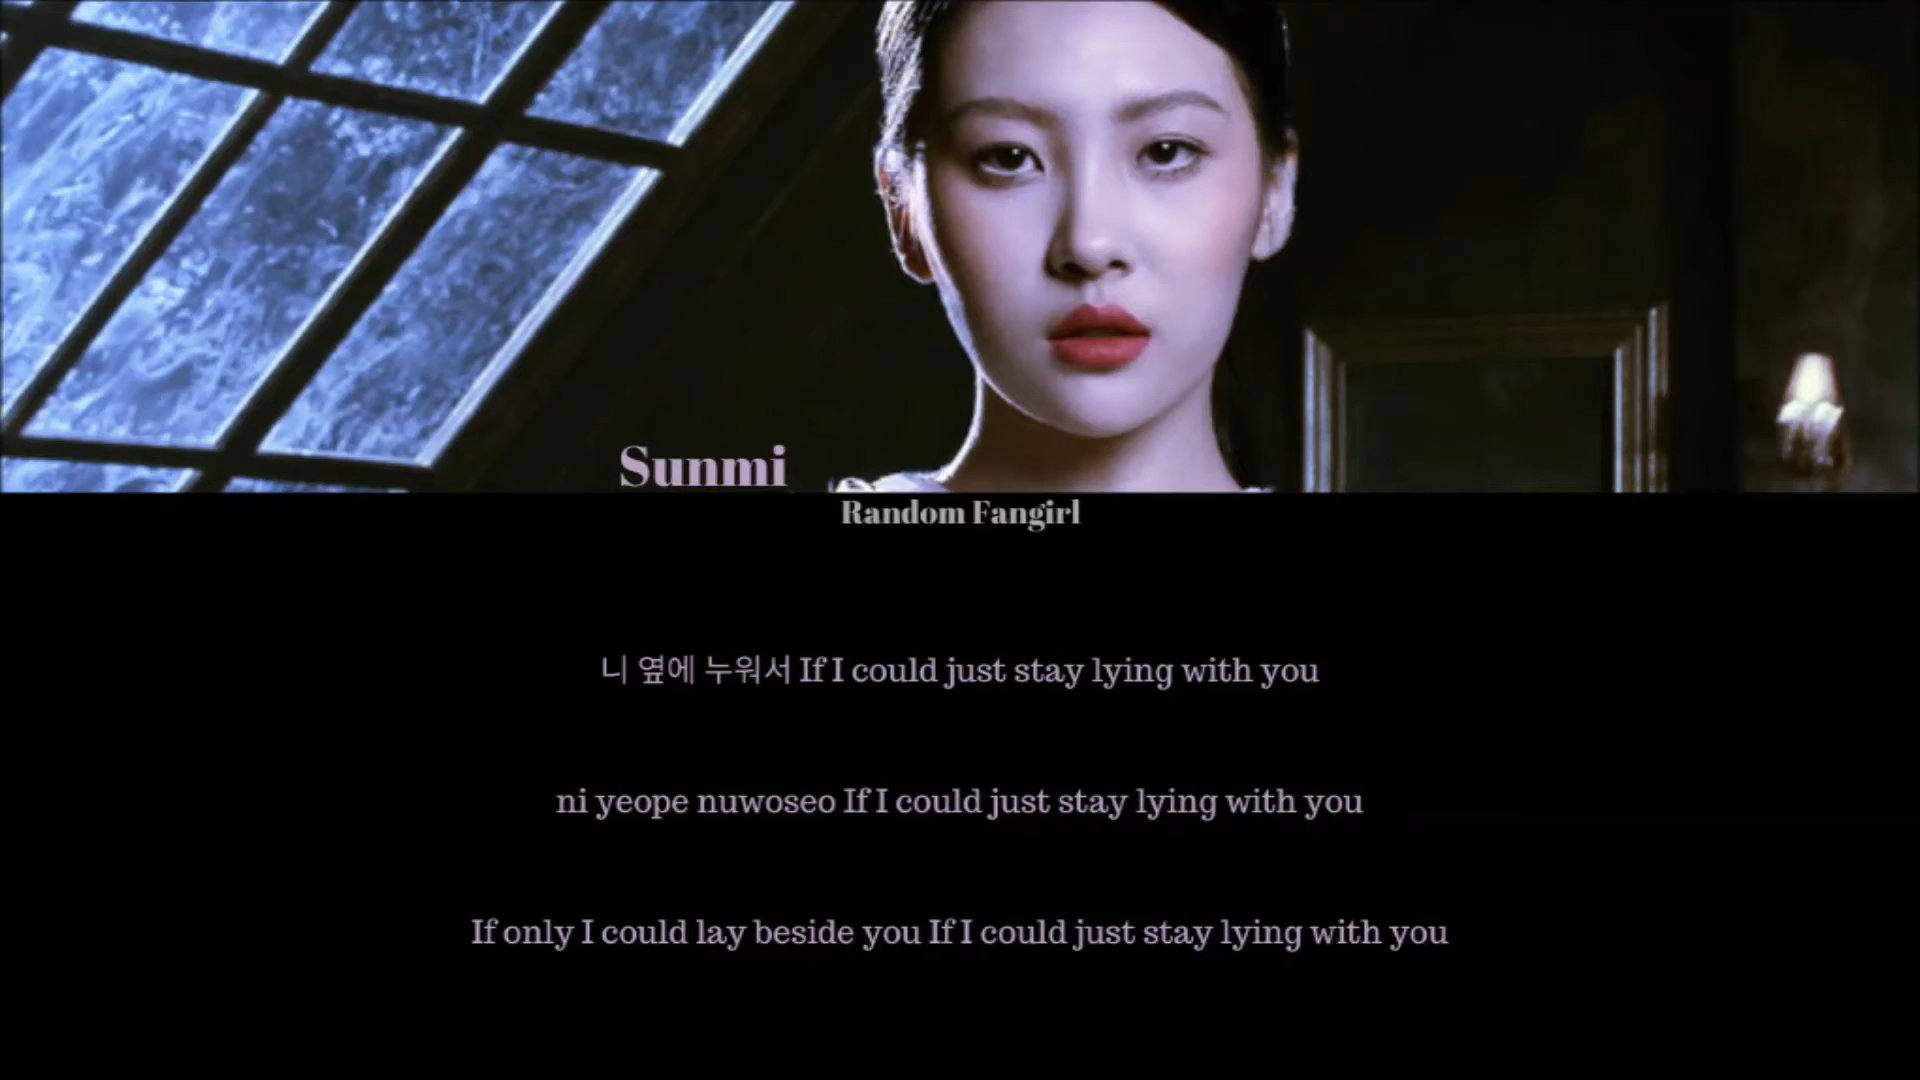 Sunmi
Random Fangirl
니 옆에 누워서 If I could just stay lying with you
ni yeope nuwoseo If I could just stay lying with you
If only I could lay beside you If I could just stay lying with you